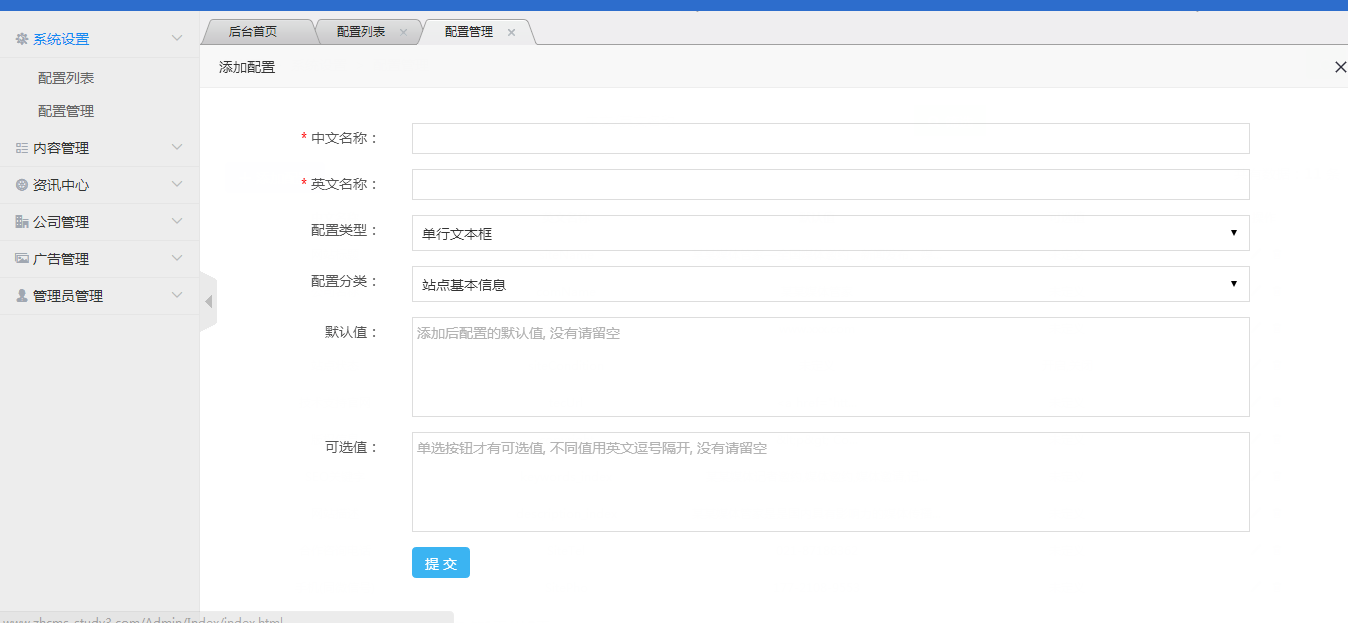 系统设置
配置列表
配置管理
内容管理
资讯中心
公司管理
广告管理
管理员管理
后台首页 配置列表 × 配置管理 ×
添加配置
* 中文名称：
* 英文名称：
配置类型： 单行文本框
配置分类： 站点基本信息
默认值： 添加后配置的默认值, 没有请留空
可选值： 单选按钮才有可选值, 不同值用英文逗号隔开, 没有请留空
提 交
www.zbcms-study3.com/Admin/Index/index.html